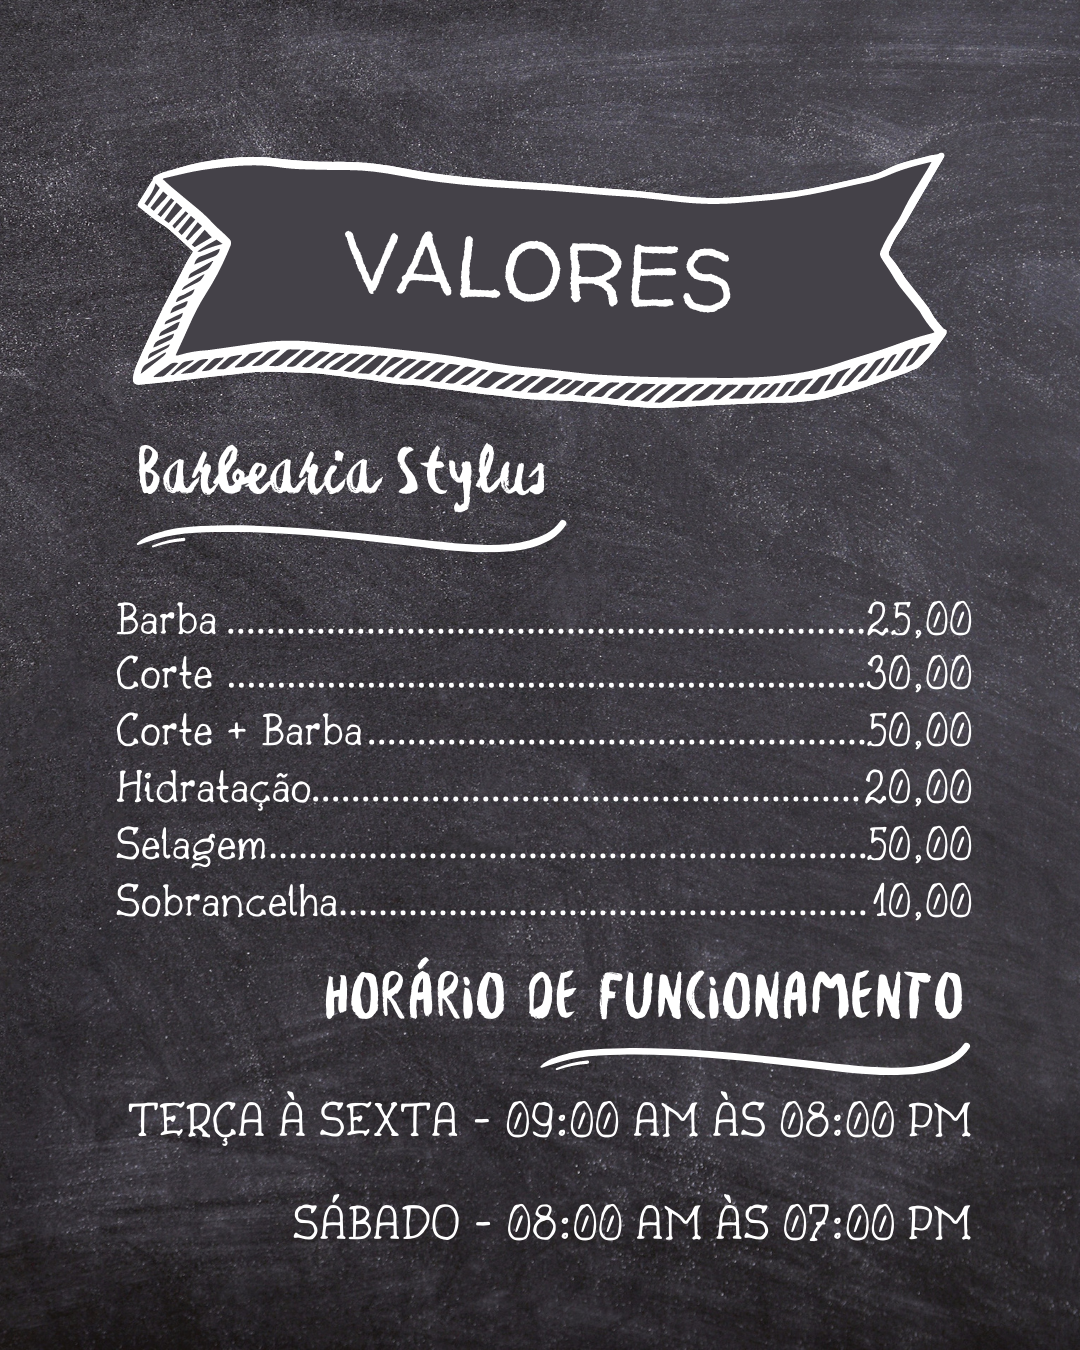 VALORES
Barbearia Stylus
Barba ................................................................25,00
Corte ................................................................30,00
Corte + Barba..................................................50,00
Hidratação.......................................................20,00
Selagem............................................................50,00
Sobrancelha.....................................................10,00
HORÁRIO DE FUNCIONAMENTO
TERÇA À SEXTA - 09:00 AM ÀS 08:00 PM
SÁBADO - 08:00 AM ÀS 07:00 PM